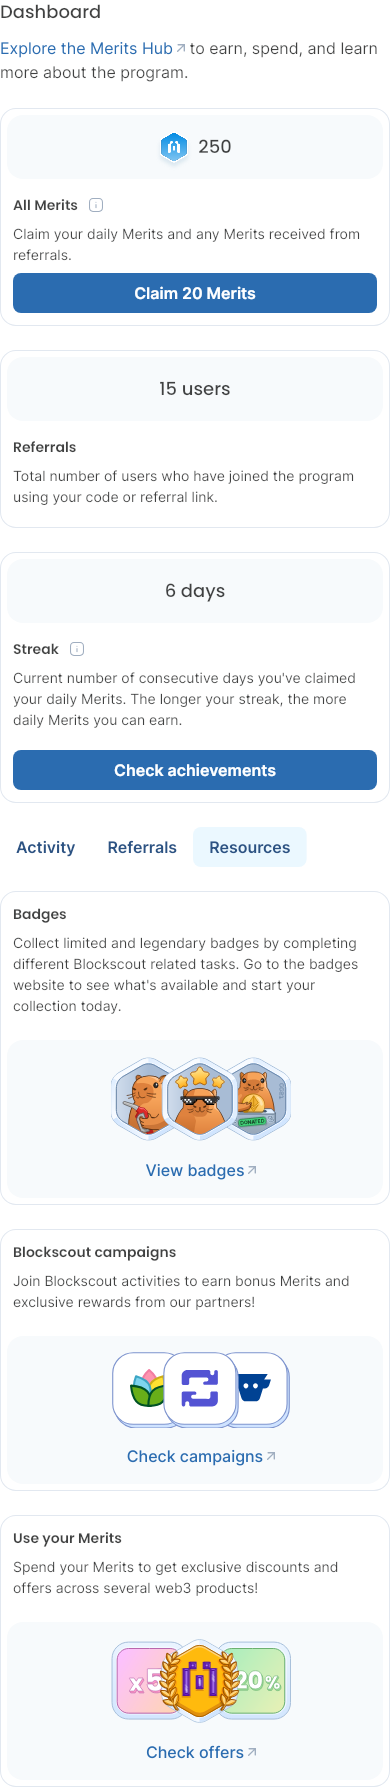 Dashboard
Explore the Merits Hub to earn, spend, and learn
more about the program.
250
All Merits
Claim your daily Merits and any Merits received from
referrals.
Claim 20 Merits
15 users
Referrals
Total number of users who have joined the program
using your code or referral link.
6 days
Streak
Current number of consecutive days you've claimed
your daily Merits. The longer your streak, the more
daily Merits you can earn.
Check achievements
Activity Referrals Resources
Badges
Collect limited and legendary badges by completing
different Blockscout related tasks. Go to the badges
website to see what's available and start your
collection today.
DONATED
View badges
Blockscout campaigns
Join Blockscout activities to earn bonus Merits and
exclusive rewards from our partners!
Check campaigns
Use your Merits
Spend your Merits to get exclusive discounts and
offers across several web3 products!
x5 20%
Check offers